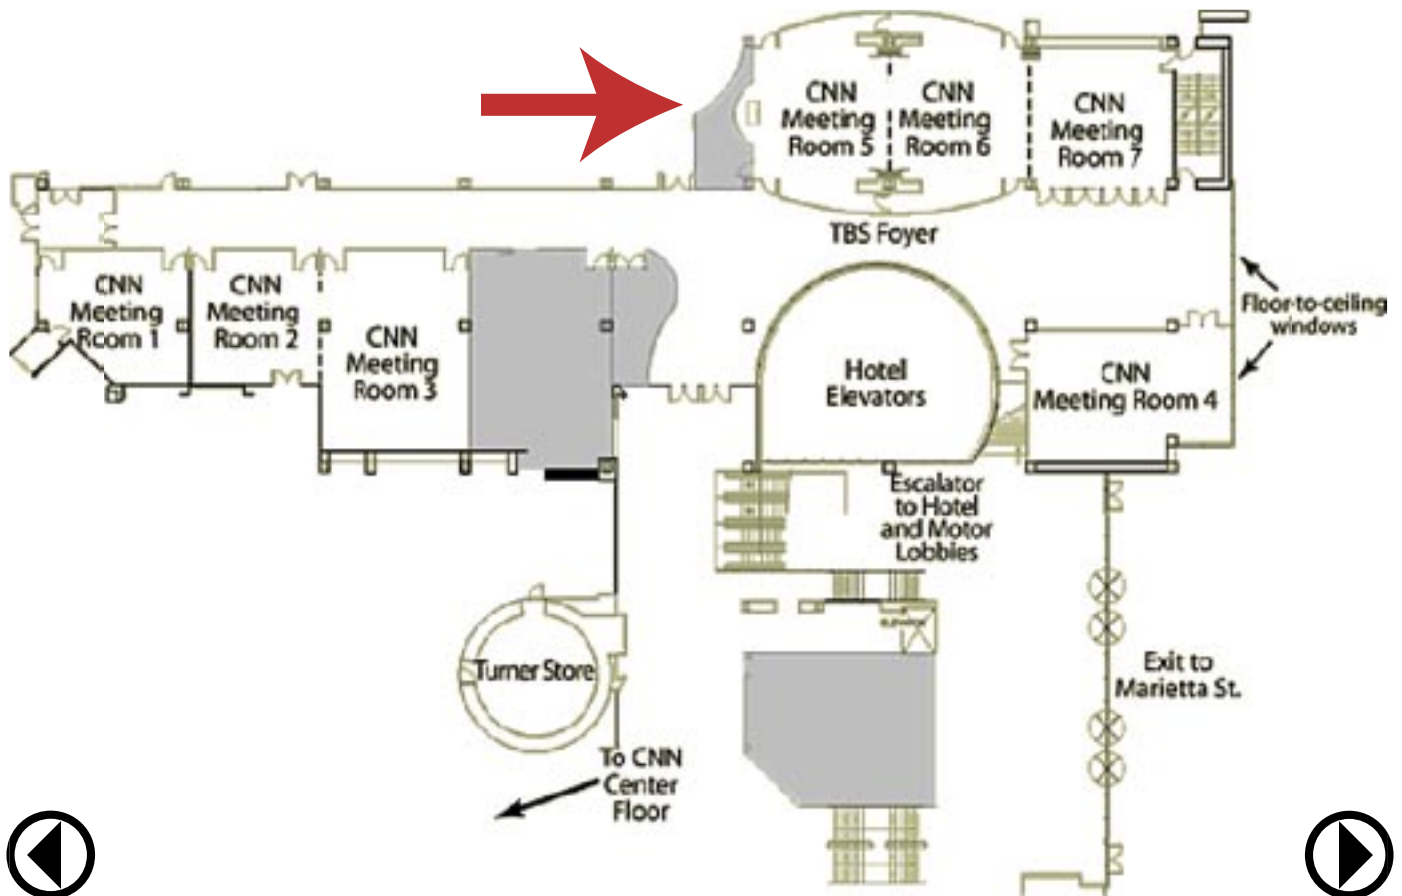 CNN
Meeting
Room 5
CNN
Meeting
Room 6
CNN
Meeting
Room 7
TBS Foyer
CNN
Meeting
Room 1
CNN
Meeting
Room 2
CNN
Meeting
Room 3
Hotel
Elevators
CNN
Meeting Room 4
Floor-to-ceiling
windows
Escalator
to Hotel
and Motor
Lobbies
ELEVATOR
Turner Store
Exit to
Marietta St.
To CNN
Center
Floor